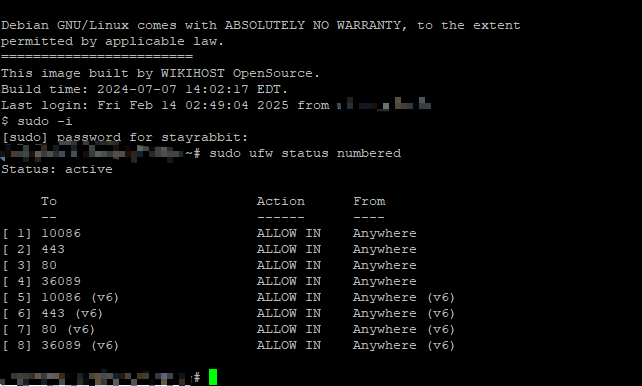 Debian GNU/Linux comes with ABSOLUTELY NO WARRANTY, to the extent
permitted by applicable law.
========================
This image built by WIKIHOST OpenSource.
Build time: 2024-07-07 14:02:17 EDT.
Last login: Fri Feb 14 02:49:04 2025 from
$ sudo -i
[sudo] password for stayrabbit:
~# sudo ufw status numbered
Status: active
To Action From
-- ------ ----
[ 1] 10086 ALLOW IN Anywhere
[ 2] 443 ALLOW IN Anywhere
[ 3] 80 ALLOW IN Anywhere
[ 4] 36089 ALLOW IN Anywhere
[ 5] 10086 (v6) ALLOW IN Anywhere (v6)
[ 6] 443 (v6) ALLOW IN Anywhere (v6)
[ 7] 80 (v6) ALLOW IN Anywhere (v6)
[ 8] 36089 (v6) ALLOW IN Anywhere (v6)
#